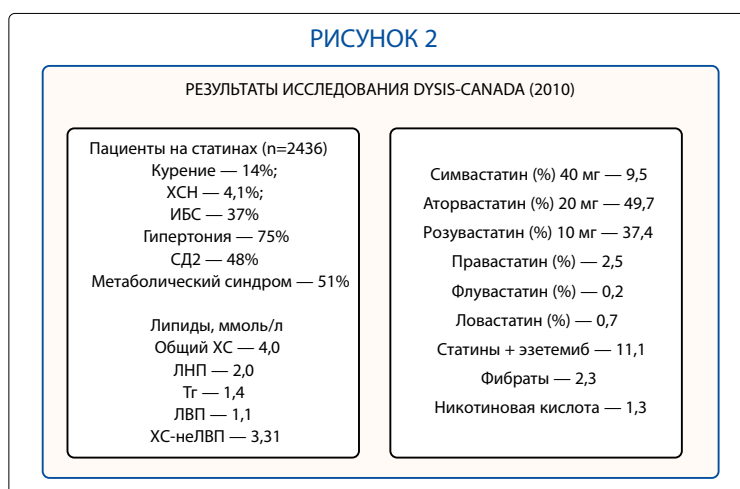 РИСУНОК 2
РЕЗУЛЬТАТЫ ИССЛЕДОВАНИЯ DYSIS-CANADA (2010)
Пациенты на статинах (n=2436)
Курение — 14%;
ХСН — 4,1%;
ИБС — 37%
Гипертония — 75%
СД2 — 48%
Метаболический синдром — 51%
Липиды, ммоль/л
Общий ХС — 4,0
ЛНП — 2,0
Тг — 1,4
ЛВП — 1,1
ХС-неЛВП — 3,31
Симвастатин (%) 40 мг — 9,5
Аторвастатин (%) 20 мг — 49,7
Розувастатин (%) 10 мг — 37,4
Правастатин (%) — 2,5
Флувастатин (%) — 0,2
Ловастатин (%) — 0,7
Статины + эзетемиб — 11,1
Фибраты — 2,3
Никотиновая кислота — 1,3